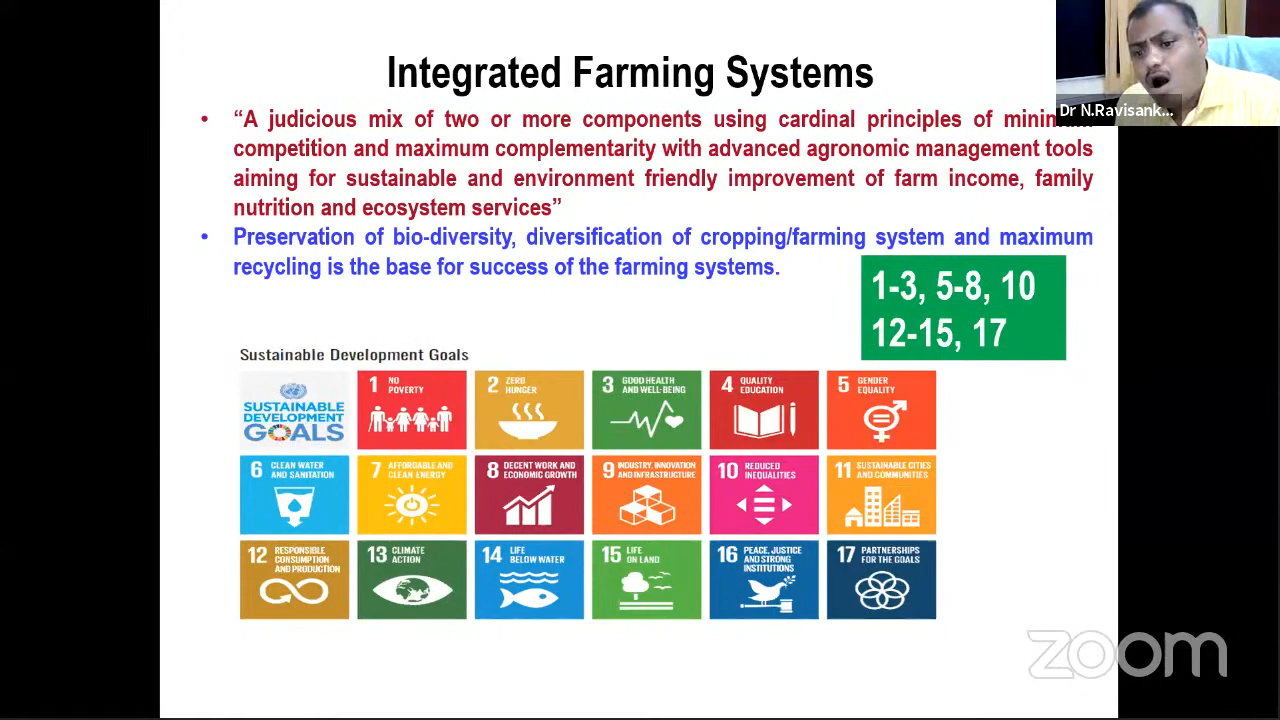 Integrated Farming Systems
Dr N.Ravisank...
• “A judicious mix of two or more components using cardinal principles of
competition and maximum complementarity with advanced agronomic management tools
aiming for sustainable and environment friendly improvement of farm income, family
nutrition and ecosystem services”
• Preservation of bio-diversity, diversification of cropping/farming system and maximum
recycling is the base for success of the farming systems.
1-3, 5-8, 10
12-15, 17
Sustainable Development Goals
SUSTAINABLE
DEVELOPMENT
GOALS
1 NO
POVERTY
2 ZERO
HUNGER
3 GOOD HEALTH
AND WELL-BEING
4 QUALITY
EDUCATION
5 GENDER
EQUALITY
6 CLEAN WATER
AND SANITATION
7 AFFORDABLE AND
CLEAN ENERGY
8 DECENT WORK AND
ECONOMIC GROWTH
9 INDUSTRY, INNOVATION
AND INFRASTRUCTURE
10 REDUCED
INEQUALITIES
11 SUSTAINABLE CITIES
AND COMMUNITIES
12 RESPONSIBLE
CONSUMPTION
AND PRODUCTION
13 CLIMATE
ACTION
14 LIFE
BELOW WATER
15 LIFE
ON LAND
16 PEACE, JUSTICE
AND STRONG
INSTITUTIONS
17 PARTNERSHIPS
FOR THE GOALS
zoom